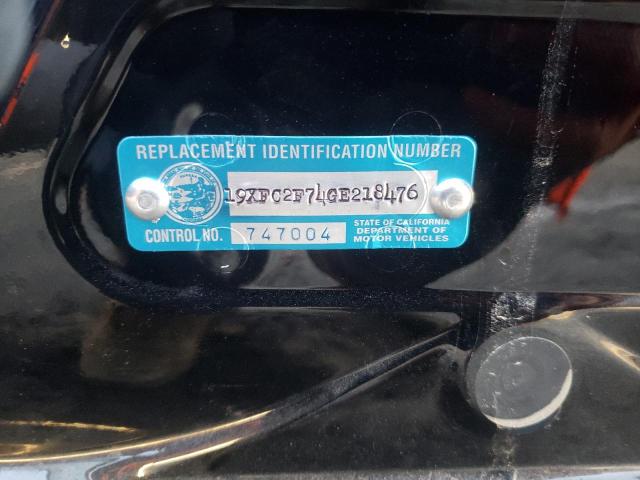 REPLACEMENT IDENTIFICATION NUMBER
19XFC2F74GE218476
CONTROL NO. 747004
STATE OF CALIFORNIA
DEPARTMENT OF
MOTOR VEHICLES